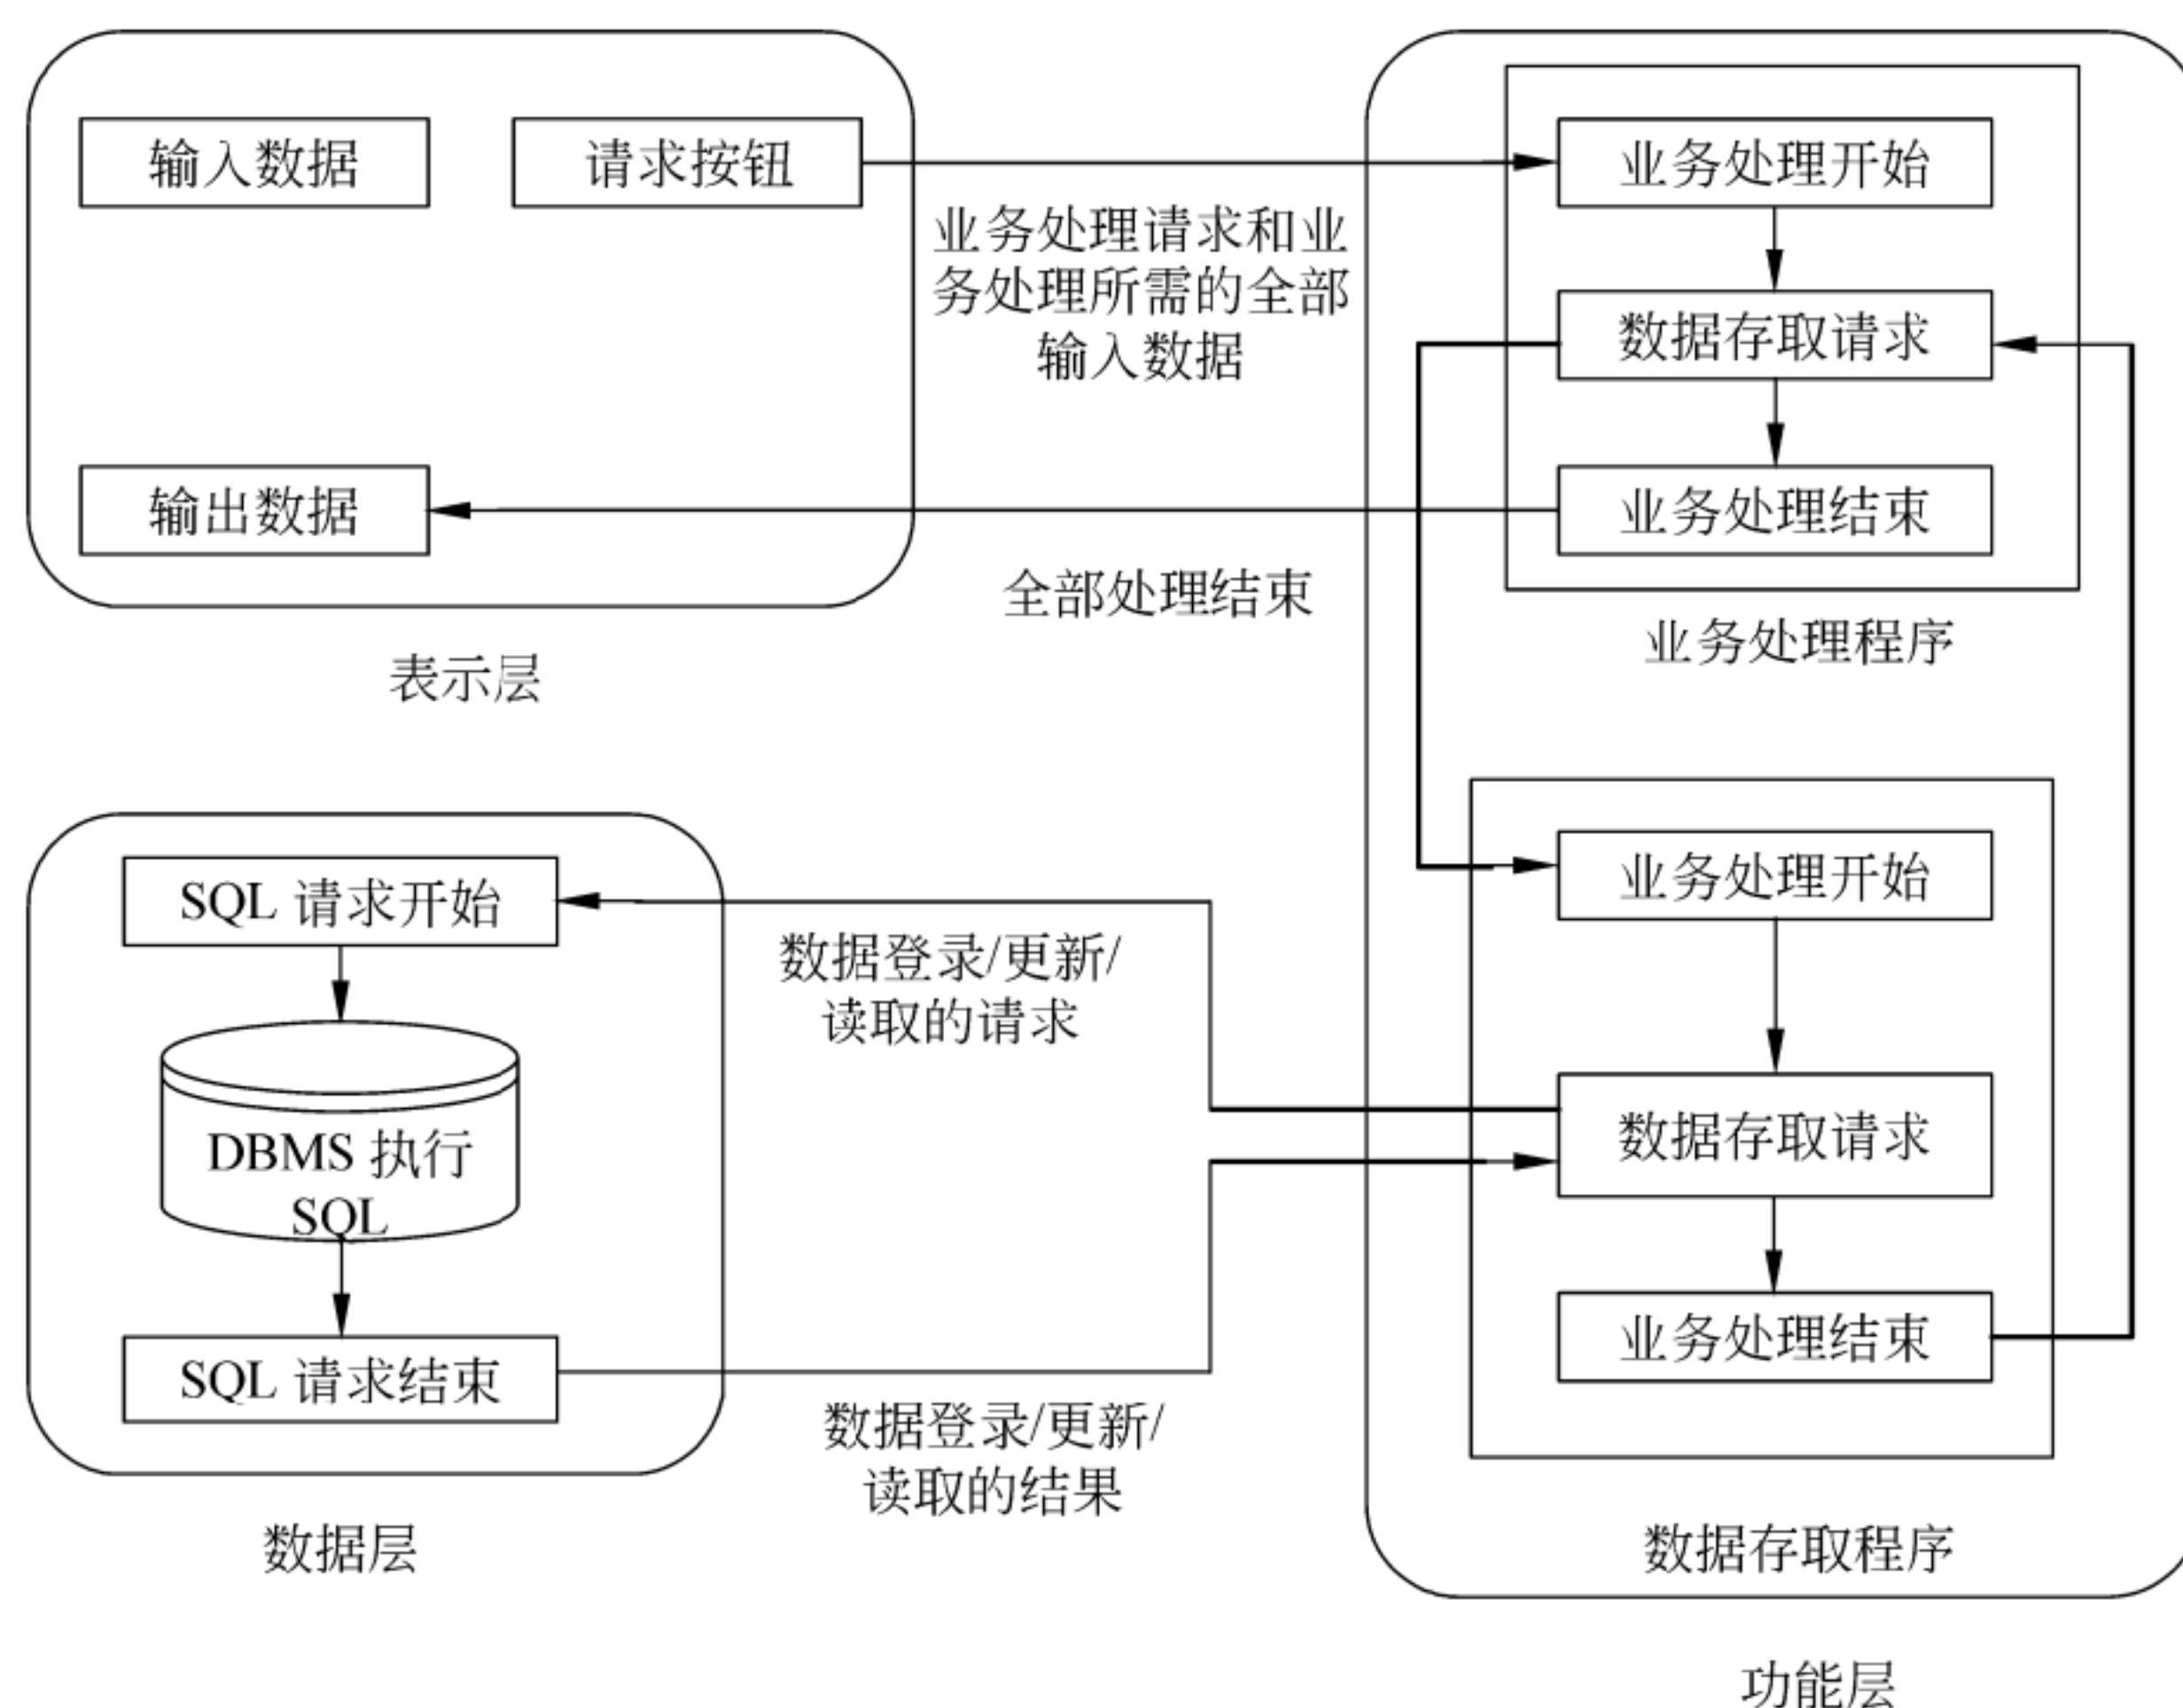 输入数据
请求按钮
业务处理请求和业
务处理所需的全部
输入数据
输出数据
全部处理结束
表示层
业务处理开始
数据存取请求
业务处理结束
业务处理程序
SQL 请求开始
DBMS 执行
SQL
SQL 请求结束
数据层
数据登录/更新/
读取的请求
数据登录/更新/
读取的结果
业务处理开始
数据存取请求
业务处理结束
数据存取程序
功能层